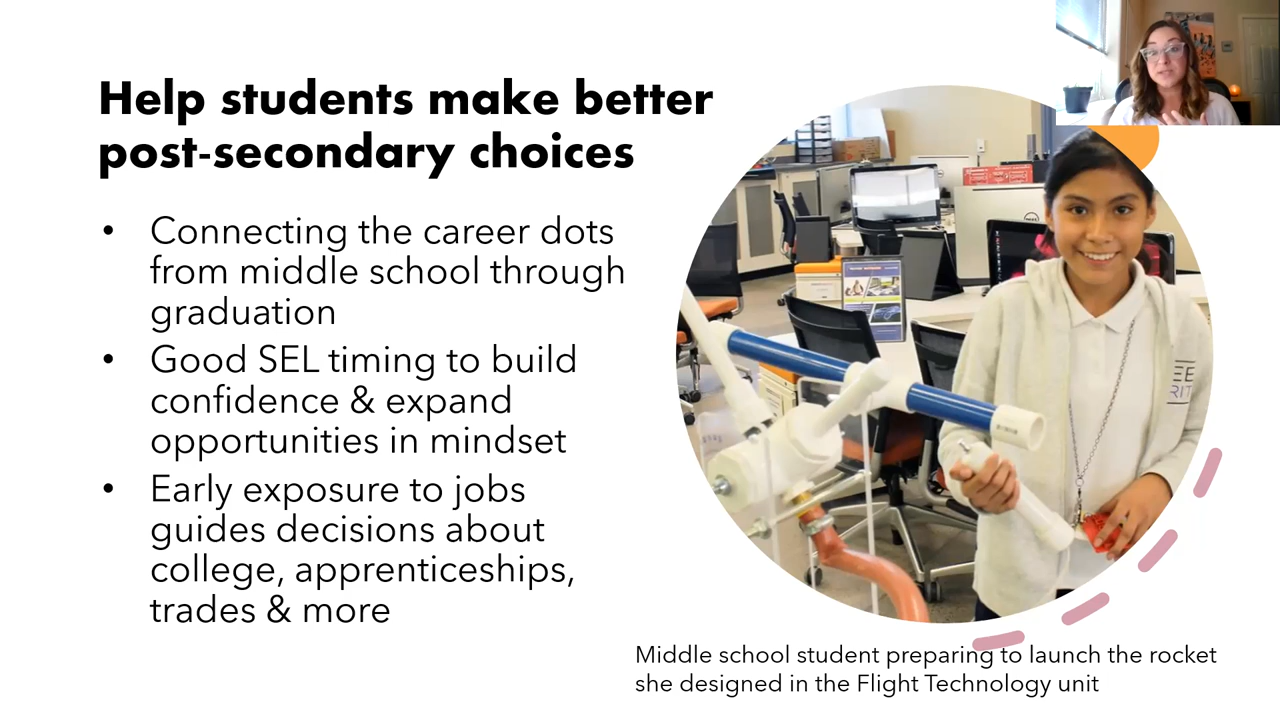 Help students make better
post-secondary choices
• Connecting the career dots
from middle school through
graduation
• Good SEL timing to build
confidence & expand
opportunities in mindset
• Early exposure to jobs
guides decisions about
college, apprenticeships,
trades & more
Middle school student preparing to launch the rocket
she designed in the Flight Technology unit